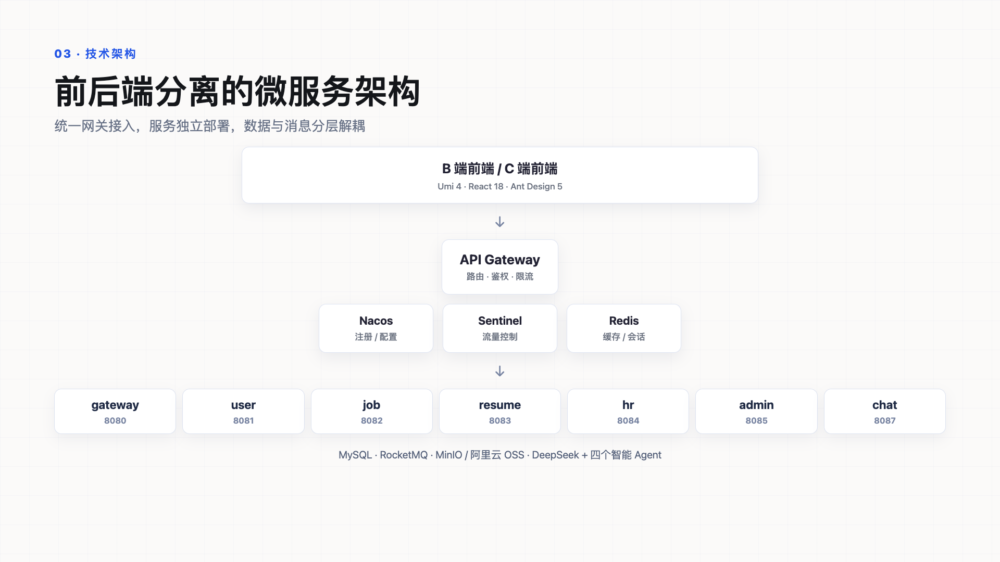 03 · 技术架构
前后端分离的微服务架构
统一网关接入，服务独立部署，数据与消息分层解耦
B 端前端 / C 端前端
Umi 4 · React 18 · Ant Design 5
↓
API Gateway
路由 · 鉴权 · 限流
Nacos
注册 / 配置
Sentinel
流量控制
Redis
缓存 / 会话
↓
gateway
8080
user
8081
job
8082
resume
8083
hr
8084
admin
8085
chat
8087
MySQL · RocketMQ · MinIO / 阿里云 OSS · DeepSeek + 四个智能 Agent